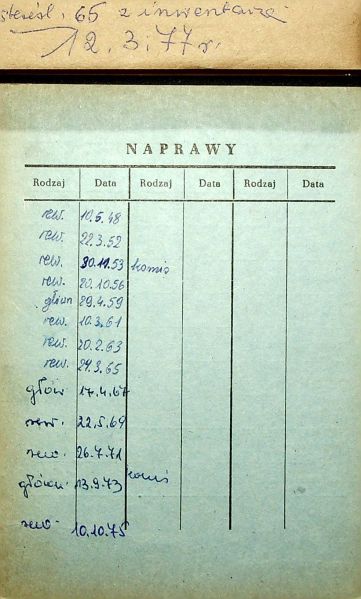 skreśl. 65 z inwentarza
12.3.77 r.
NAPRAWY
Rodzaj Data Rodzaj Data Rodzaj Data
rew. 10.5.48
rew. 22.3.52
rew. 30.11.53 komis
rew. 20.10.56
główn 29.4.59
rew. 10.3.61
rew. 20.2.63
rew. 24.3.65
główn 17.4.67
rew. 22.5.69
rew. 26.7.71
główn. 13.9.73 komis
rew. 10.10.75